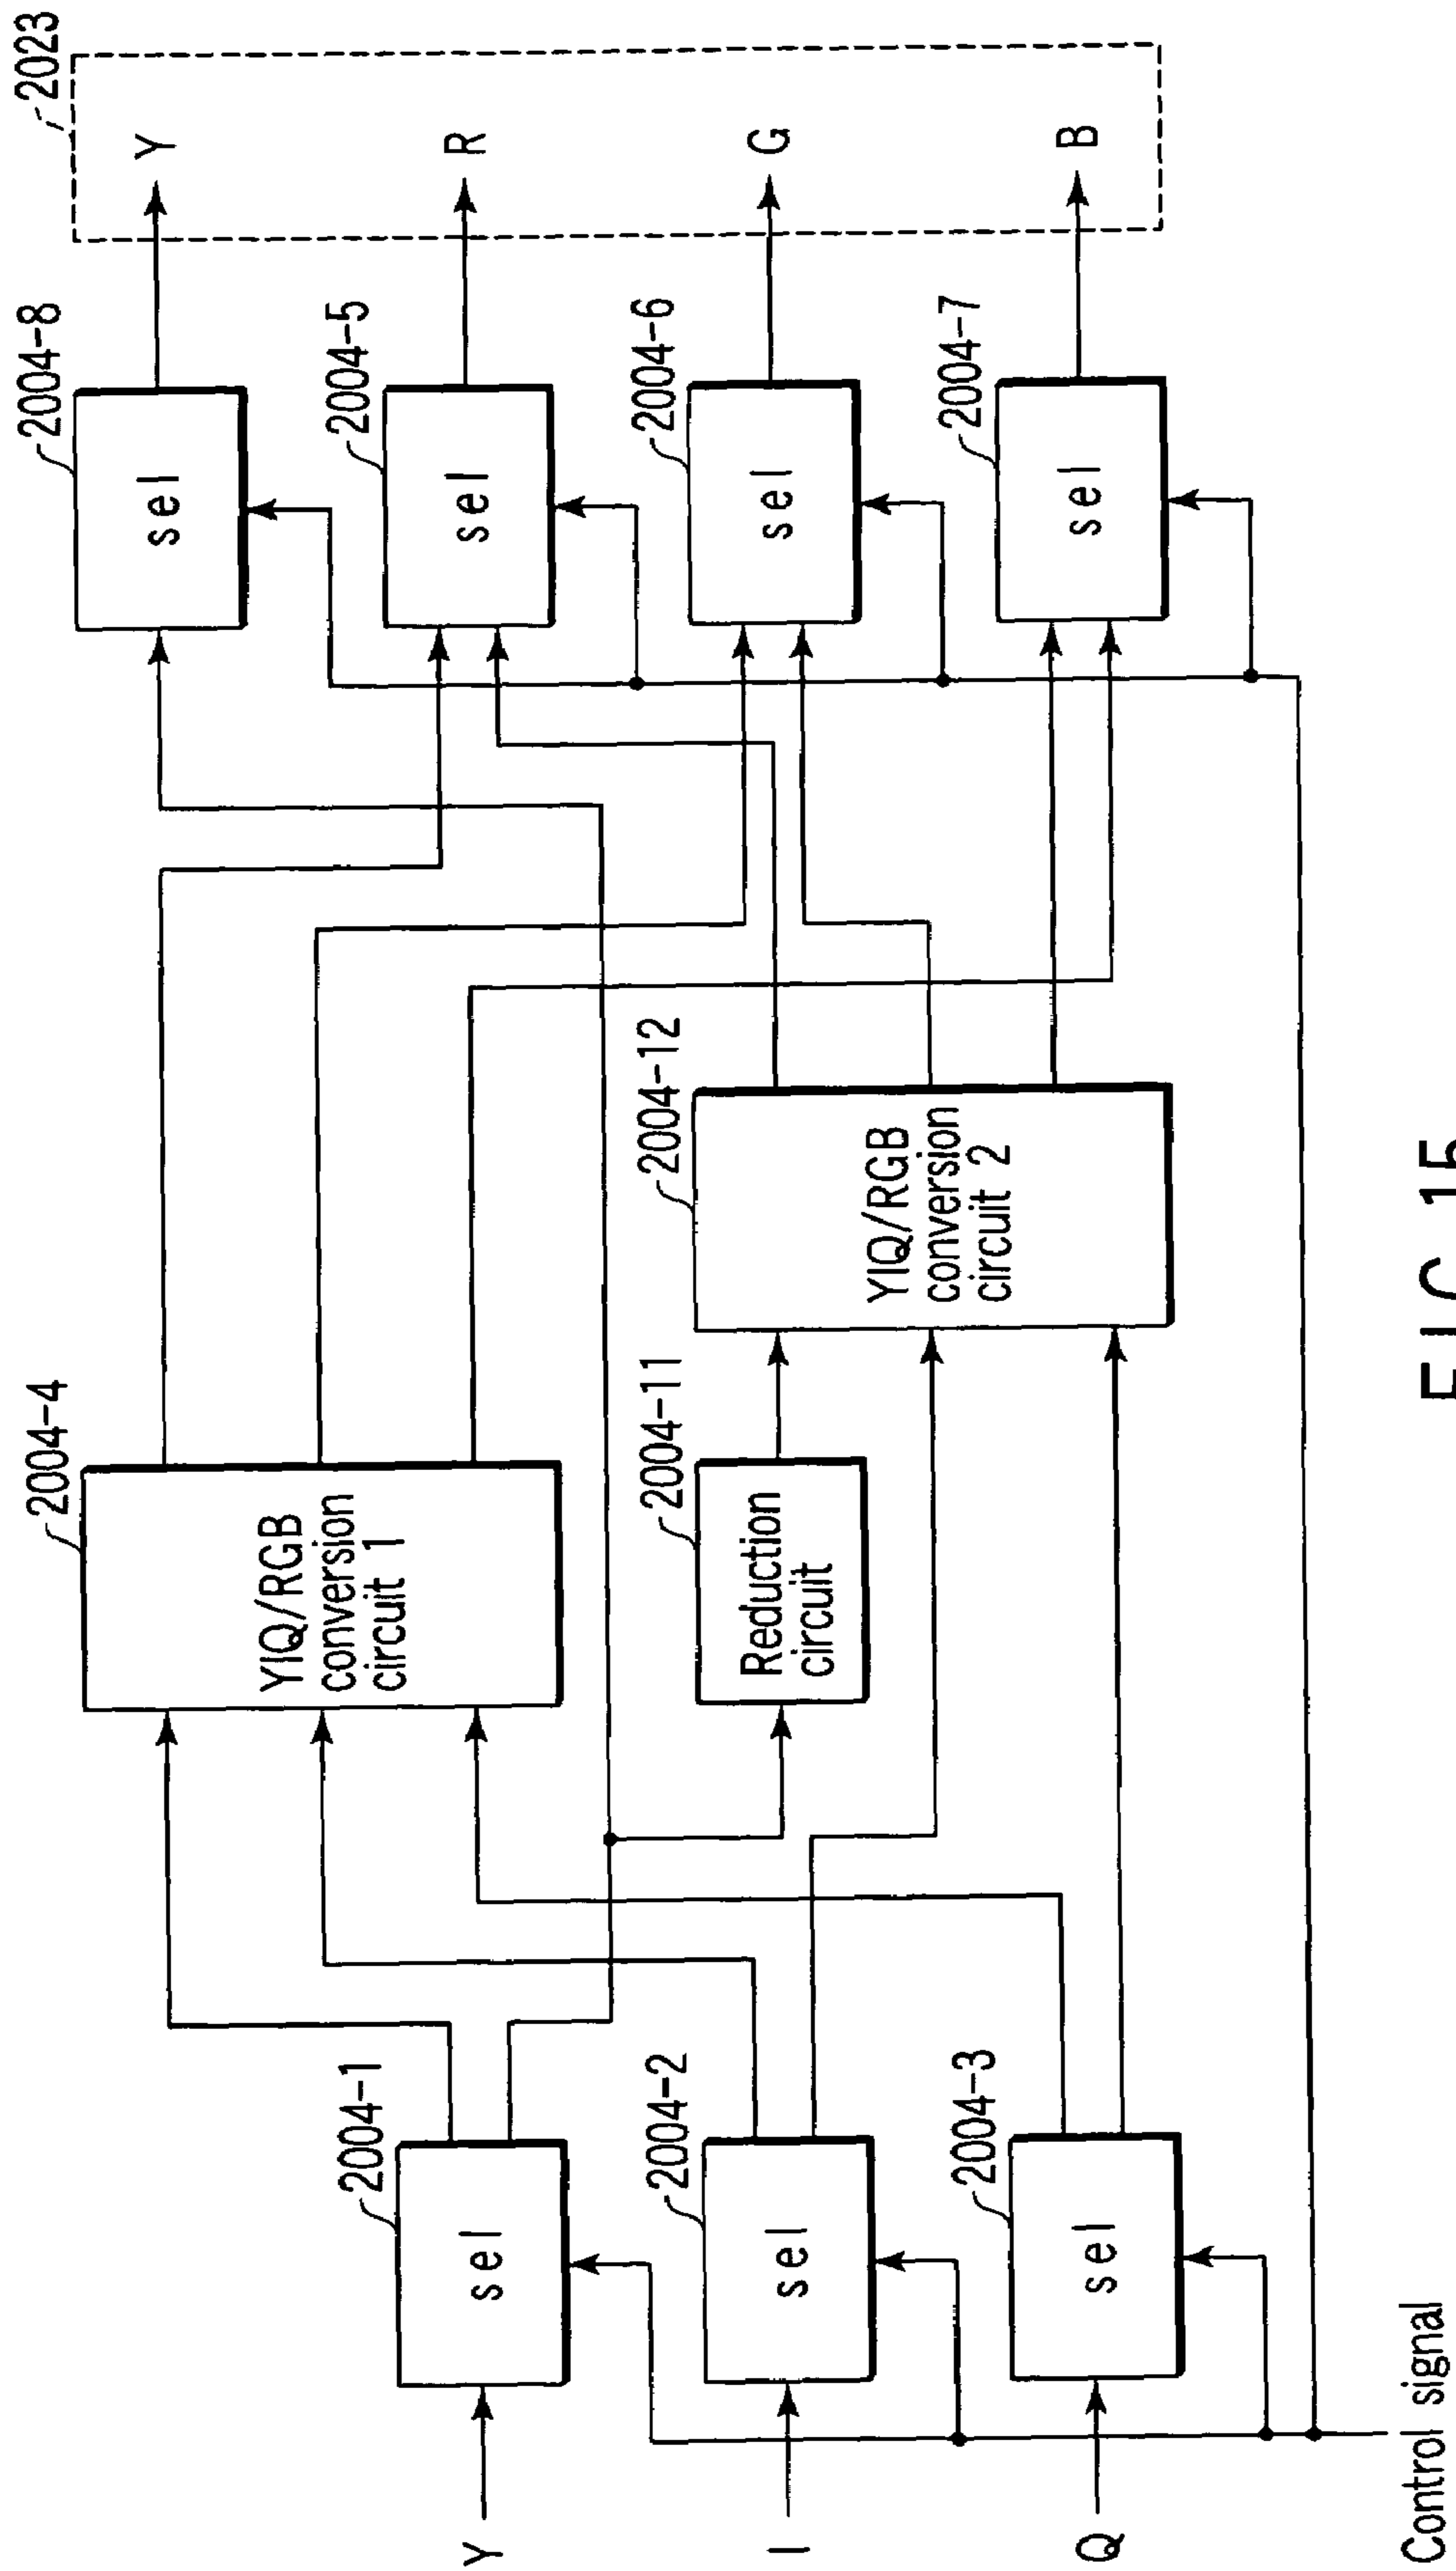 2023
Y
R
G
B
2004-8
sel
2004-5
sel
2004-6
sel
2004-7
sel
2004-4
YIQ/RGB
conversion
circuit 1
2004-11
Reduction
circuit
2004-12
YIQ/RGB
conversion
circuit 2
2004-1
sel
2004-2
sel
2004-3
sel
Y
I
Q
Control signal
FIG. 15